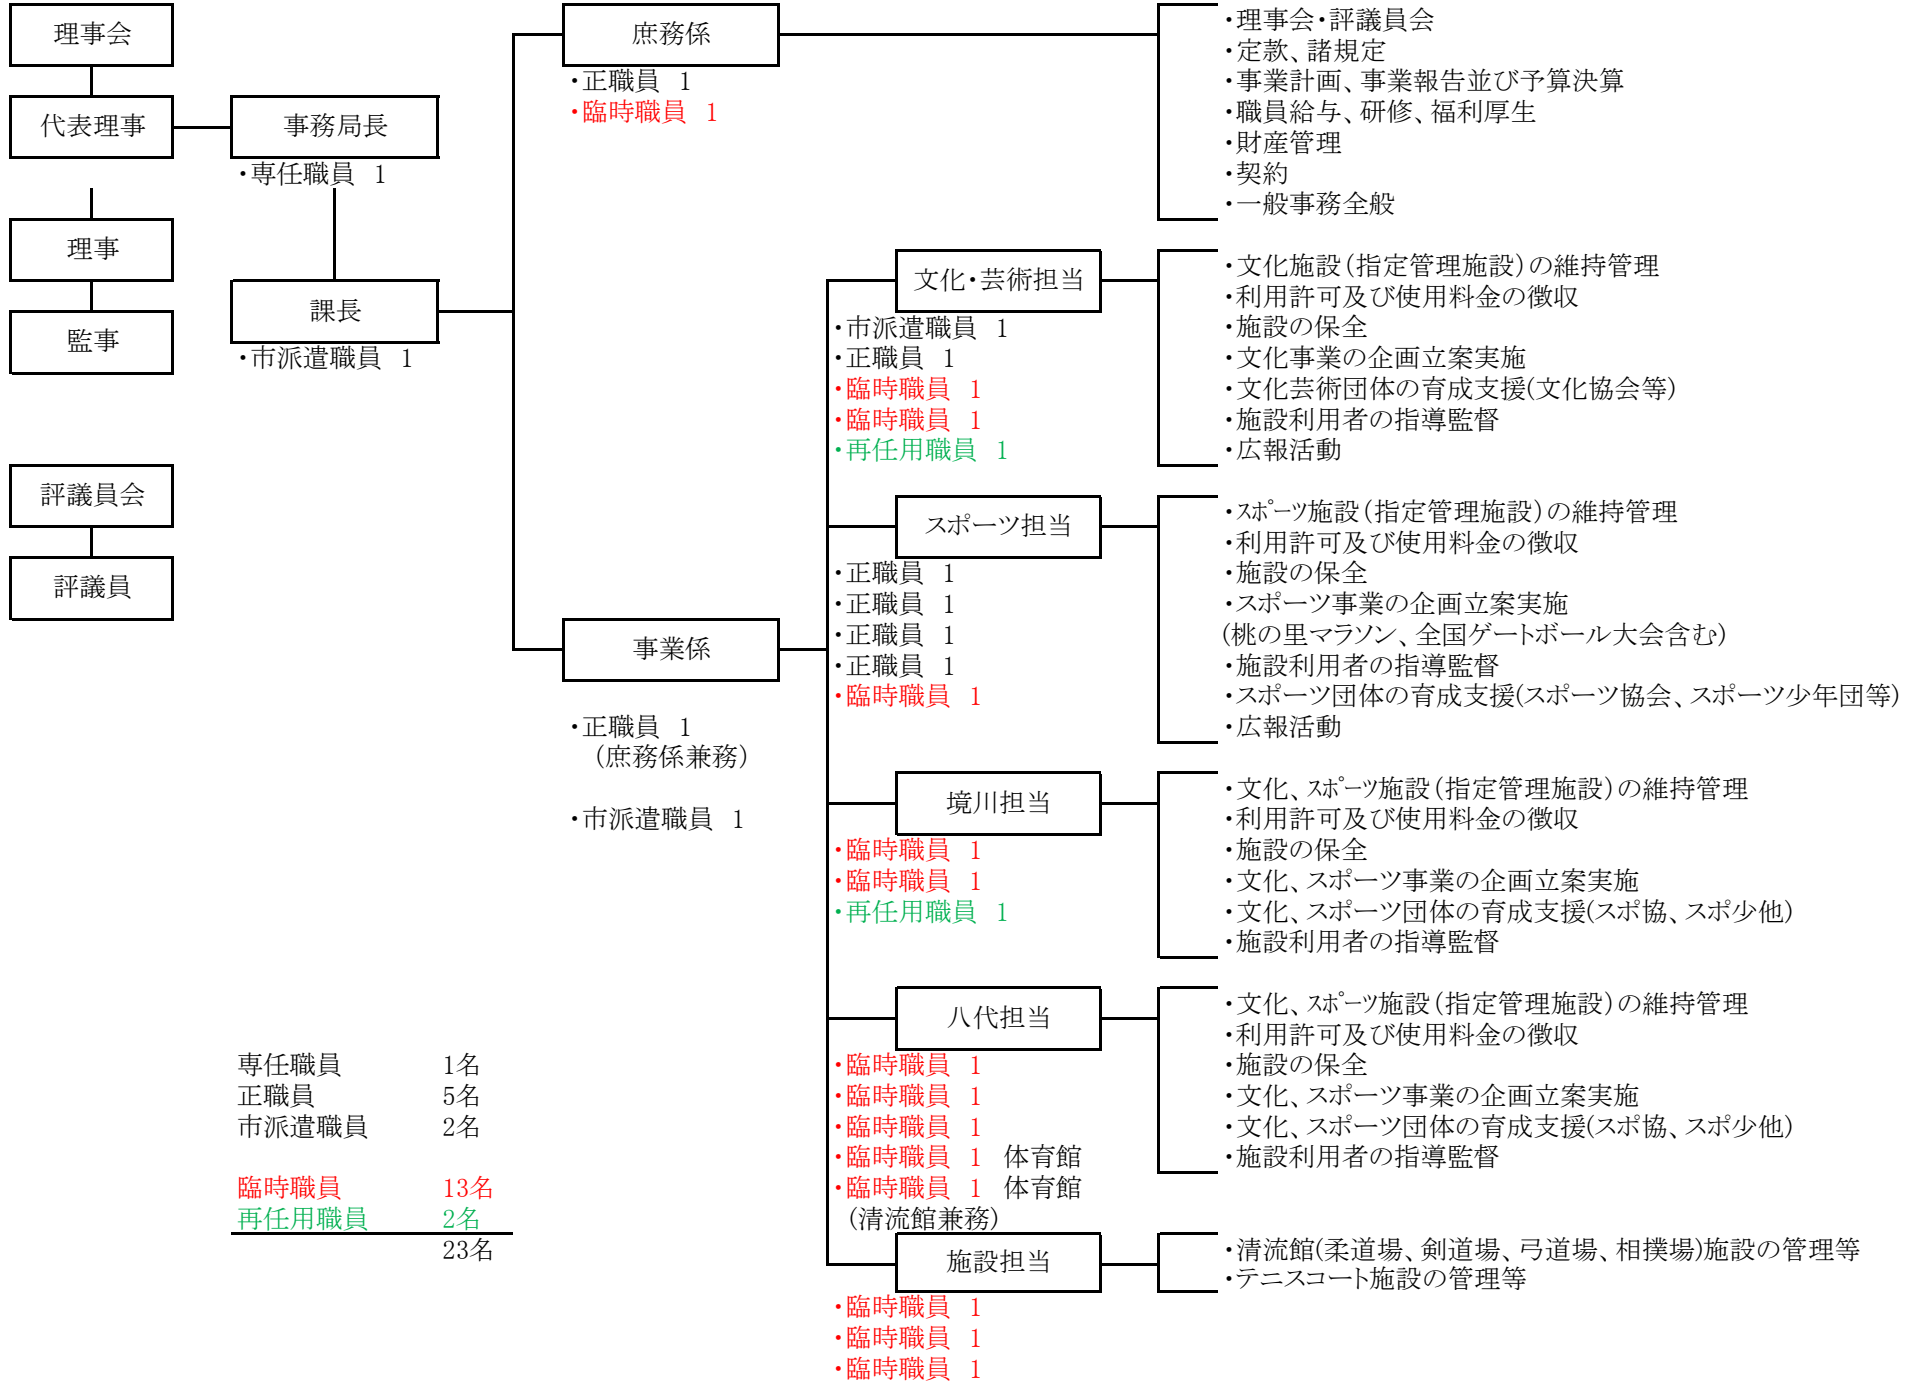 理事会
代表理事
理事
監事
評議員会
評議員
事務局長
・専任職員 1
課長
・市派遣職員 1
庶務係
・正職員 1
・臨時職員 1
・理事会・評議員会
・定款、諸規定
・事業計画、事業報告並び予算決算
・職員給与、研修、福利厚生
・財産管理
・契約
・一般事務全般
事業係
・正職員 1
(庶務係兼務)
・市派遣職員 1
文化・芸術担当
・市派遣職員 1
・正職員 1
・臨時職員 1
・臨時職員 1
・再任用職員 1
・文化施設(指定管理施設)の維持管理
・利用許可及び使用料金の徴収
・施設の保全
・文化事業の企画立案実施
・文化芸術団体の育成支援(文化協会等)
・施設利用者の指導監督
・広報活動
スポーツ担当
・正職員 1
・正職員 1
・正職員 1
・正職員 1
・臨時職員 1
・スポーツ施設(指定管理施設)の維持管理
・利用許可及び使用料金の徴収
・施設の保全
・スポーツ事業の企画立案実施
(桃の里マラソン、全国ゲートボール大会含む)
・施設利用者の指導監督
・スポーツ団体の育成支援(スポーツ協会、スポーツ少年団等)
・広報活動
境川担当
・臨時職員 1
・臨時職員 1
・再任用職員 1
・文化、スポーツ施設(指定管理施設)の維持管理
・利用許可及び使用料金の徴収
・施設の保全
・文化、スポーツ事業の企画立案実施
・文化、スポーツ団体の育成支援(スポ協、スポ少他)
・施設利用者の指導監督
八代担当
・臨時職員 1
・臨時職員 1
・臨時職員 1
・臨時職員 1 体育館
・臨時職員 1 体育館
(清流館兼務)
・文化、スポーツ施設(指定管理施設)の維持管理
・利用許可及び使用料金の徴収
・施設の保全
・文化、スポーツ事業の企画立案実施
・文化、スポーツ団体の育成支援(スポ協、スポ少他)
・施設利用者の指導監督
施設担当
・臨時職員 1
・臨時職員 1
・臨時職員 1
・清流館(柔道場、剣道場、弓道場、相撲場)施設の管理等
・テニスコート施設の管理等
専任職員 1名
正職員 5名
市派遣職員 2名
臨時職員 13名
再任用職員 2名
23名